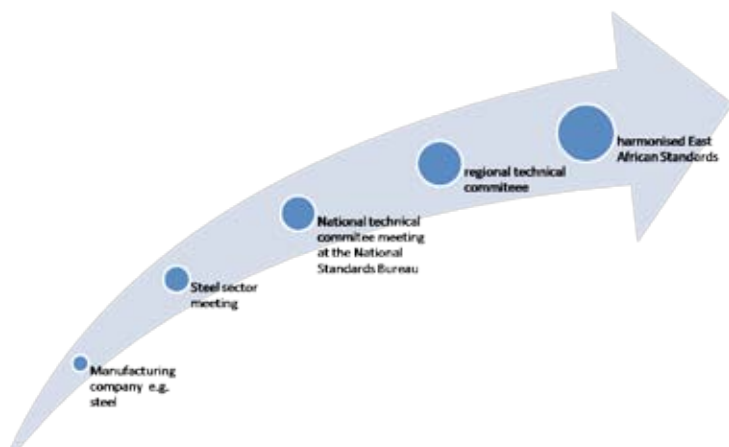 harmonised East
African Standards
regional technical
commiteee
National technical
commitee meeting
at the National
Standards Bureau
Steel sector
meeting
Manufacturing
company e.g.
steel